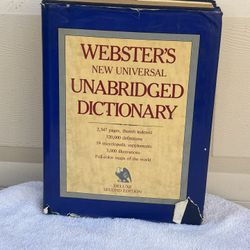 WEBSTER'S
NEW UNIVERSAL
UNABRIDGED
DICTIONARY
2,347 pages, thumb indexed
320,000 definitions
19 encyclopedic supplements
3,000 illustrations
Full-color maps of the world
DELUXE
SECOND EDITION